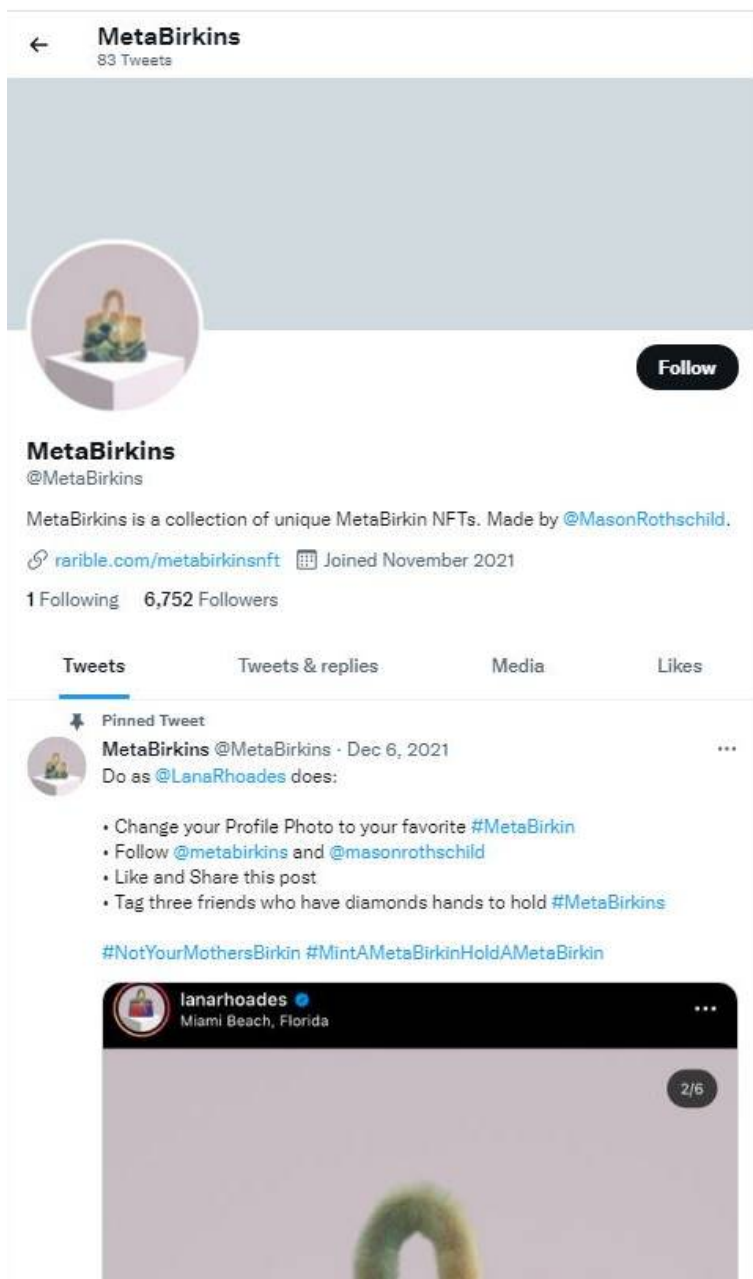 MetaBirkins
83 Tweets
Follow
MetaBirkins
@MetaBirkins
MetaBirkins is a collection of unique MetaBirkin NFTs. Made by @MasonRothschild.
rarible.com/metabirkinsnft Joined November 2021
1 Following 6,752 Followers
Tweets Tweets & replies Media Likes
Pinned Tweet
MetaBirkins @MetaBirkins · Dec 6, 2021
Do as @LanaRhoades does:
• Change your Profile Photo to your favorite #MetaBirkin
• Follow @metabirkins and @masonrothschild
• Like and Share this post
• Tag three friends who have diamonds hands to hold #MetaBirkins
#NotYourMothersBirkin #MintAMetaBirkinHoldAMetaBirkin
lanarhoades
Miami Beach, Florida
2/6